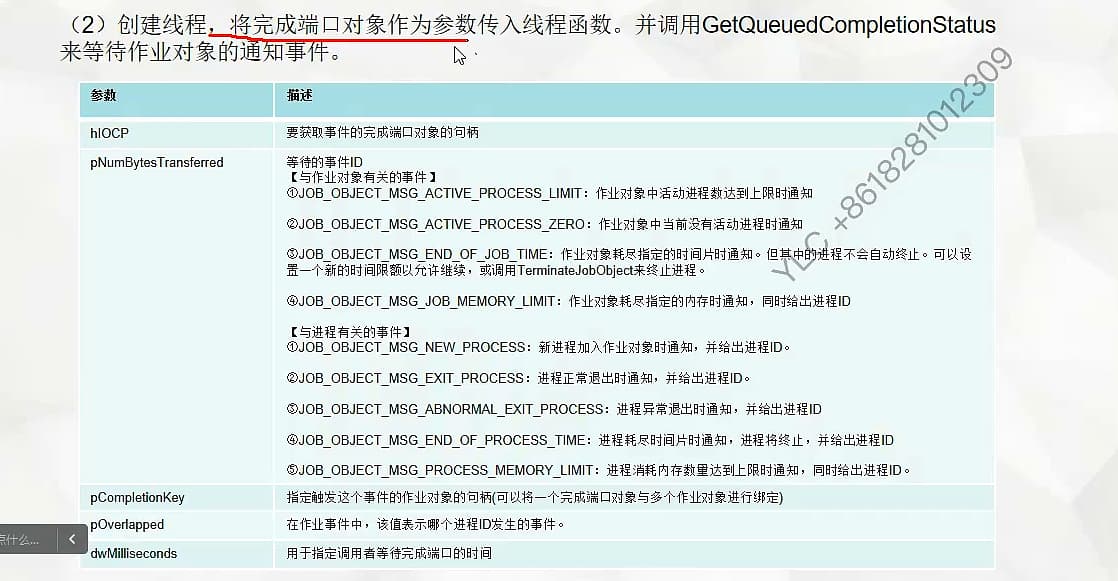 （2）创建线程，将完成端口对象作为参数传入线程函数。并调用GetQueuedCompletionStatus
来等待作业对象的通知事件。
参数 描述
hIOCP 要获取事件的完成端口对象的句柄
pNumBytesTransferred 等待的事件ID
【与作业对象有关的事件】
①JOB_OBJECT_MSG_ACTIVE_PROCESS_LIMIT：作业对象中活动进程数达到上限时通知
②JOB_OBJECT_MSG_ACTIVE_PROCESS_ZERO：作业对象中当前没有活动进程时通知
③JOB_OBJECT_MSG_END_OF_JOB_TIME：作业对象耗尽指定的时间片时通知。但其中的进程不会自动终止。可以设
置一个新的时间限额以允许继续，或调用TerminateJobObject来终止进程。
④JOB_OBJECT_MSG_JOB_MEMORY_LIMIT：作业对象耗尽指定的内存时通知，同时给出进程ID
【与进程有关的事件】
①JOB_OBJECT_MSG_NEW_PROCESS：新进程加入作业对象时通知，并给出进程ID。
②JOB_OBJECT_MSG_EXIT_PROCESS：进程正常退出时通知，并给出进程ID。
③JOB_OBJECT_MSG_ABNORMAL_EXIT_PROCESS：进程异常退出时通知，并给出进程ID
④JOB_OBJECT_MSG_END_OF_PROCESS_TIME：进程耗尽时间片时通知，进程将终止，并给出进程ID
⑤JOB_OBJECT_MSG_PROCESS_MEMORY_LIMIT：进程消耗内存数量达到上限时通知，同时给出进程ID。
pCompletionKey 指定触发这个事件的作业对象的句柄(可以将一个完成端口对象与多个作业对象进行绑定)
pOverlapped 在作业事件中，该值表示哪个进程ID发生的事件。
dwMilliseconds 用于指定调用者等待完成端口的时间
点什么...
YLC +8618281012309